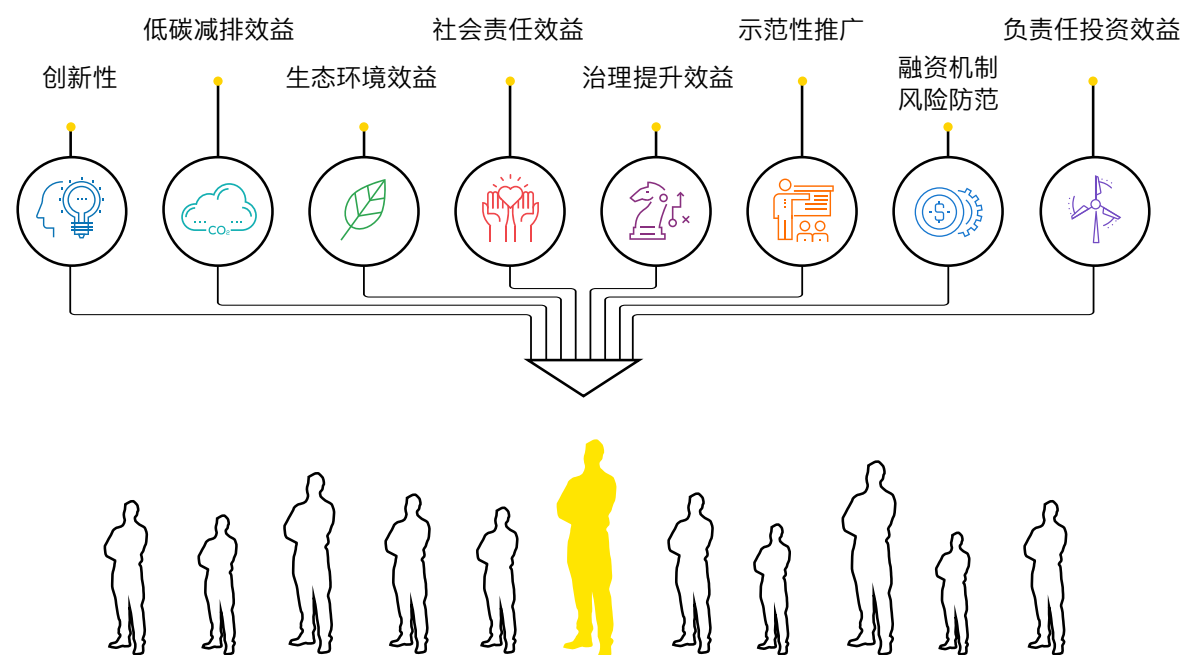 创新性
低碳减排效益
生态环境效益
社会责任效益
治理提升效益
示范性推广
融资机制
风险防范
负责任投资效益
CO₂
$